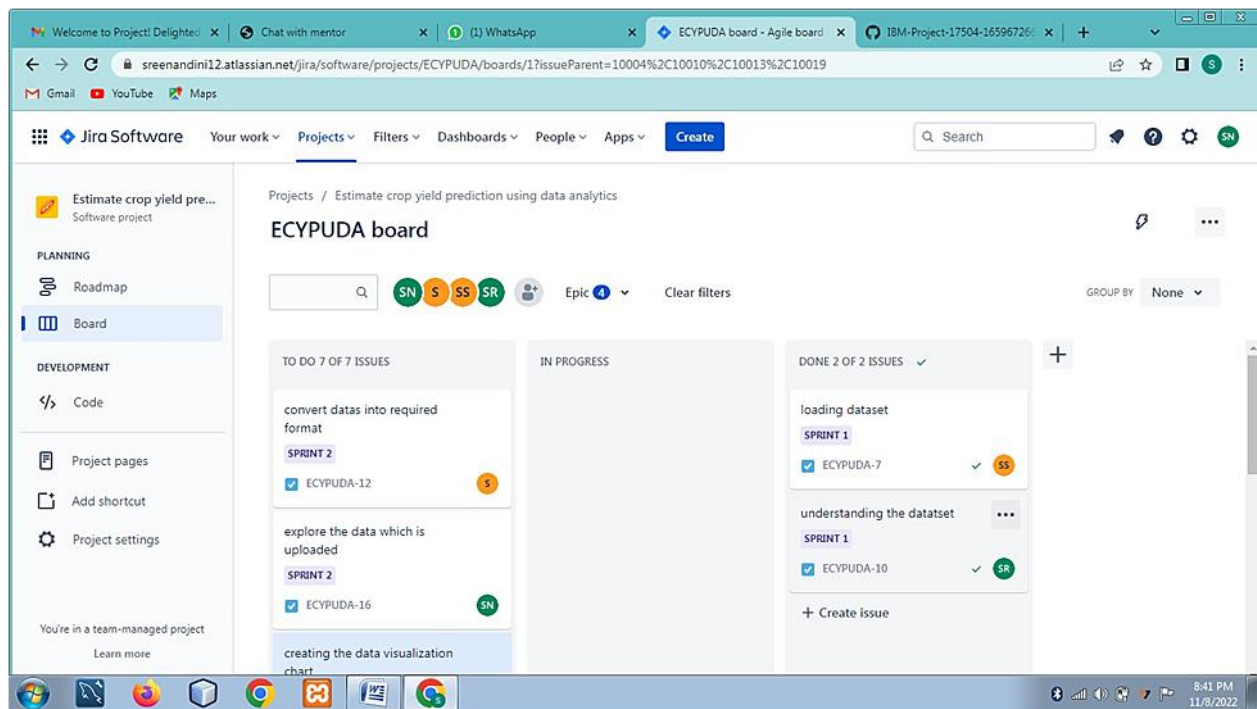 Welcome to Project! Delighted
Chat with mentor
(1) WhatsApp
ECYPUDA board - Agile board
IBM-Project-17504-1659672
sreenandini12.atlassian.net/jira/software/projects/ECYPUDA/boards/1?issueParent=10004%2C10010%2C10013%2C10019
S
Gmail YouTube Maps
Jira Software Your work Projects Filters Dashboards People Apps Create Search SN
Estimate crop yield pre...
Software project
PLANNING
Roadmap
Board
DEVELOPMENT
Code
Project pages
Add shortcut
Project settings
You're in a team-managed project
Learn more
Projects / Estimate crop yield prediction using data analytics
ECYPUDA board
SN S SS SR Epic 4 Clear filters GROUP BY None
TO DO 7 OF 7 ISSUES
convert datas into required
format
SPRINT 2
ECYPUDA-12 S
explore the data which is
uploaded
SPRINT 2
ECYPUDA-16 SN
creating the data visualization
chart
IN PROGRESS
DONE 2 OF 2 ISSUES
loading dataset
SPRINT 1
ECYPUDA-7 SS
understanding the datatset
SPRINT 1
ECYPUDA-10 SR
+ Create issue
8:41 PM
11/8/2022